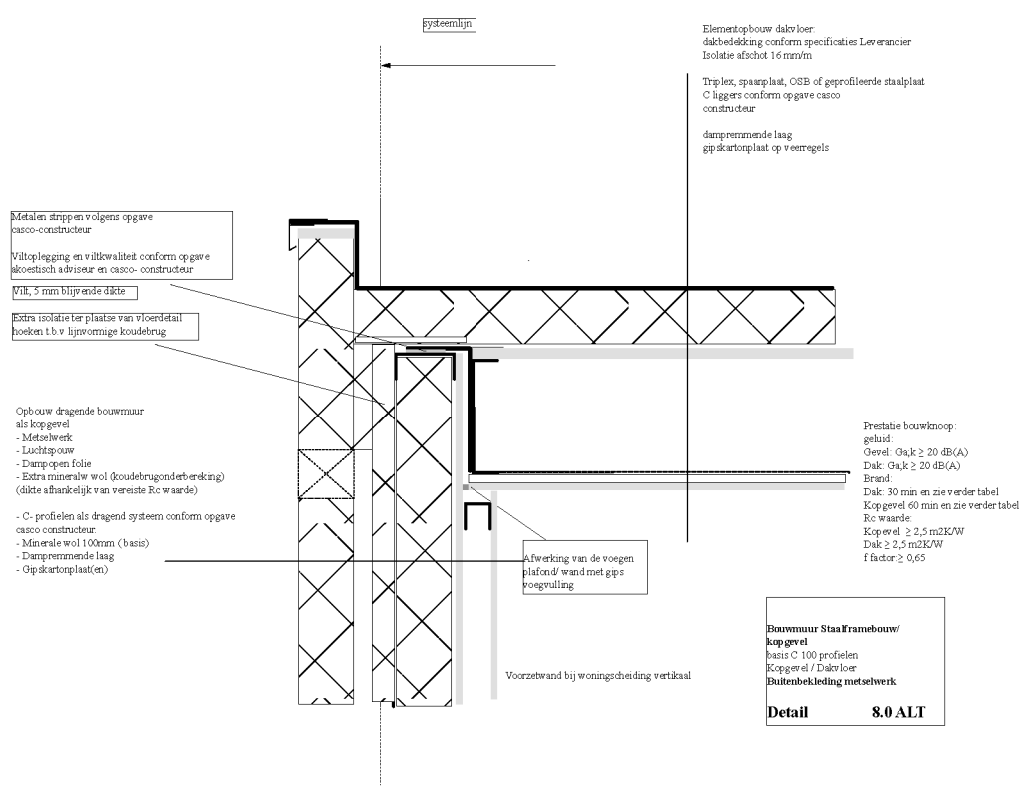 systeemlijn
Elementopbouw dakvloer:
dakbedekking conform specificaties Leverancier
Isolatie afschot 16 mm/m
Triplex, spaanplaat, OSB of geprofileerde staalplaat
C liggers conform opgave casco
constructeur
dampremmende laag
gipskartonplaat op veerregels
Metalen strippen volgens opgave
casco-constructeur
Viltoplegging en viltkwaliteit conform opgave
akoestisch adviseur en casco- constructeur
Vilt, 5 mm blijvende dikte
Extra isolatie ter plaatse van vloerdetail
hoeken t.b.v lijnvormige koudebrug
Opbouw dragende bouwmuur
als kopgevel
- Metselwerk
- Luchtspouw
- Dampopen folie
- Extra mineralw wol (koudebrugonderbereking)
(dikte afhankelijk van vereiste Rc waarde)
- C- profielen als dragend systeem conform opgave
casco constructeur.
- Minerale wol 100mm ( basis)
- Dampremmende laag
- Gipskartonplaat(en)
Prestatie bouwknoop:
geluid:
Gevel: Ga;k ≥ 20 dB(A)
Dak: Ga;k ≥ 20 dB(A)
Brand:
Dak: 30 min en zie verder tabel
Kopgevel 60 min en zie verder tabel
Rc waarde:
Kopevel ≥ 2,5 m2K/W
Dak ≥ 2,5 m2K/W
f factor:≥ 0,65
Afwerking van de voegen
plafond/ wand met gips
voegvulling
Voorzetwand bij woningscheiding vertikaal
Bouwmuur Staalframebouw/
kopgevel
basis C 100 profielen
Kopgevel / Dakvloer
Buitenbekleding metselwerk
Detail 8.0 ALT